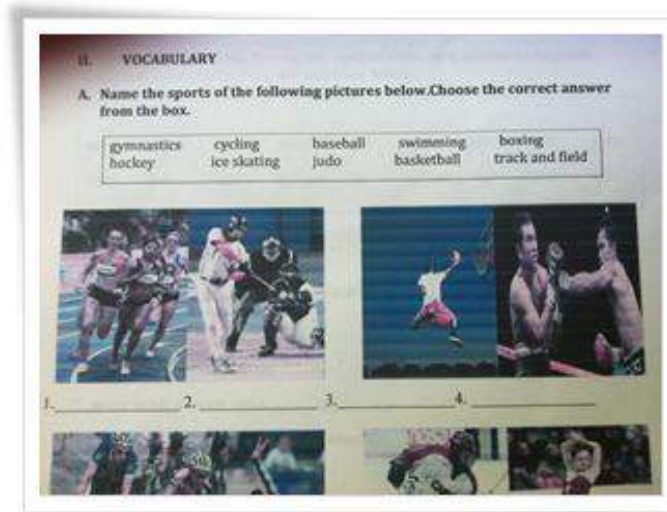 II. VOCABULARY
A. Name the sports of the following pictures below.Choose the correct answer
from the box.
gymnastics cycling baseball swimming boxing
hockey ice skating judo basketball track and field
1. 2. 3. 4.